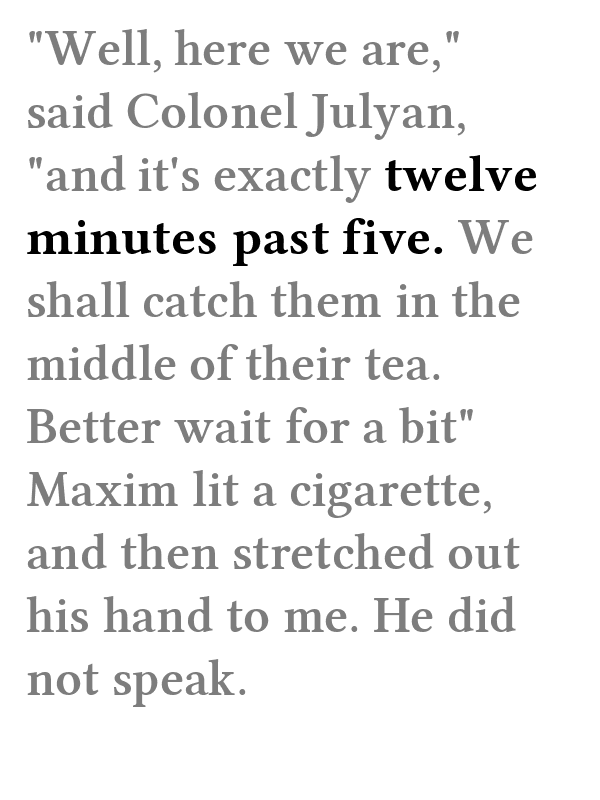 "Well, here we are,"
said Colonel Julyan,
"and it's exactly twelve
minutes past five. We
shall catch them in the
middle of their tea.
Better wait for a bit"
Maxim lit a cigarette,
and then stretched out
his hand to me. He did
not speak.